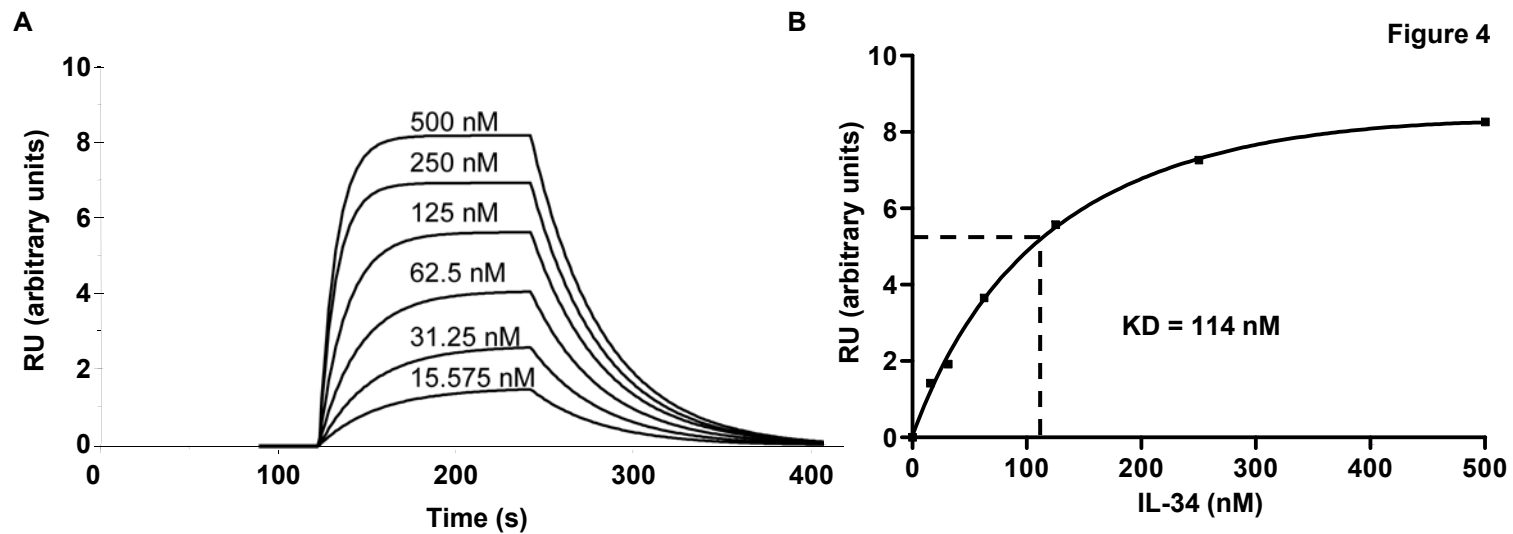 A
B
Figure 4
10
8
6
4
2
0
RU (arbitrary units)
500 nM
250 nM
125 nM
62.5 nM
31.25 nM
15.575 nM
0
100
200
300
400
Time (s)
10
8
6
4
2
0
RU (arbitrary units)
KD = 114 nM
0
100
200
300
400
500
IL-34 (nM)